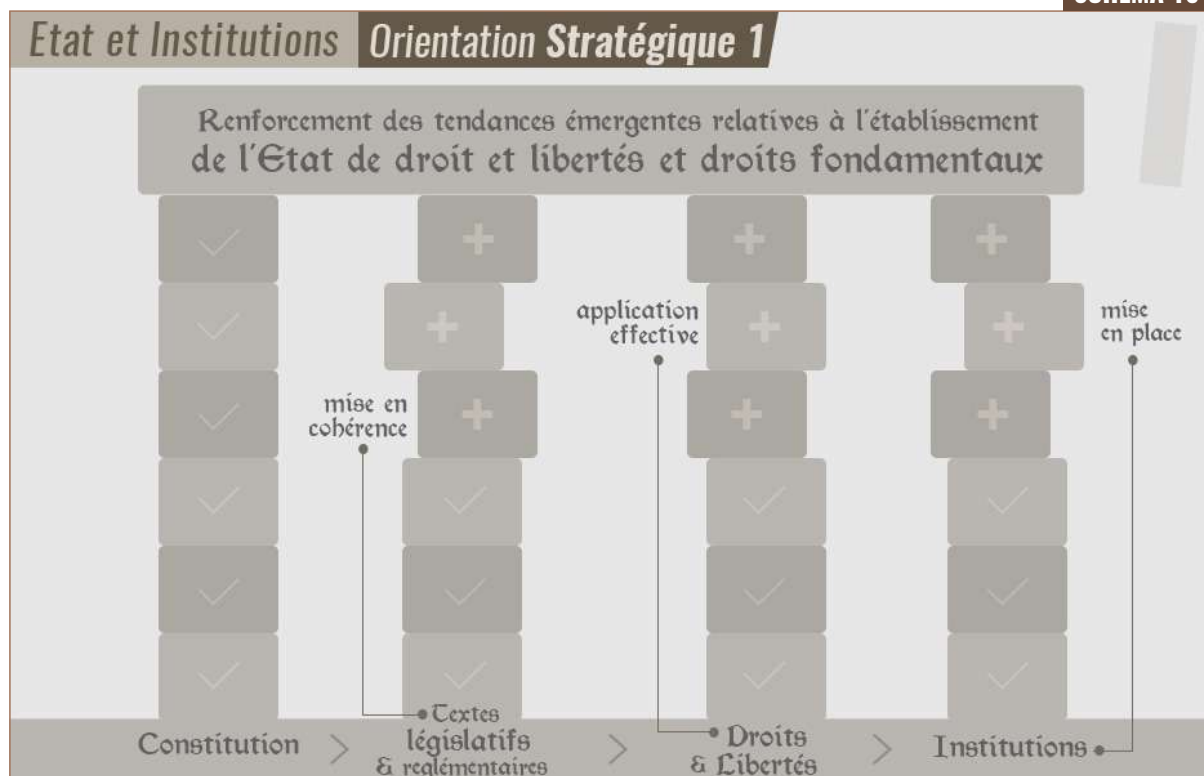 Etat et Institutions Orientation Stratégique 1
Renforcement des tendances émergentes relatives à l'établissement
de l'Etat de droit et libertés et droits fondamentaux
application
effective
mise
en place
mise en
cohérence
Constitution
Textes
législatifs
& reglémentaires
Droits
& Libertés
Institutions